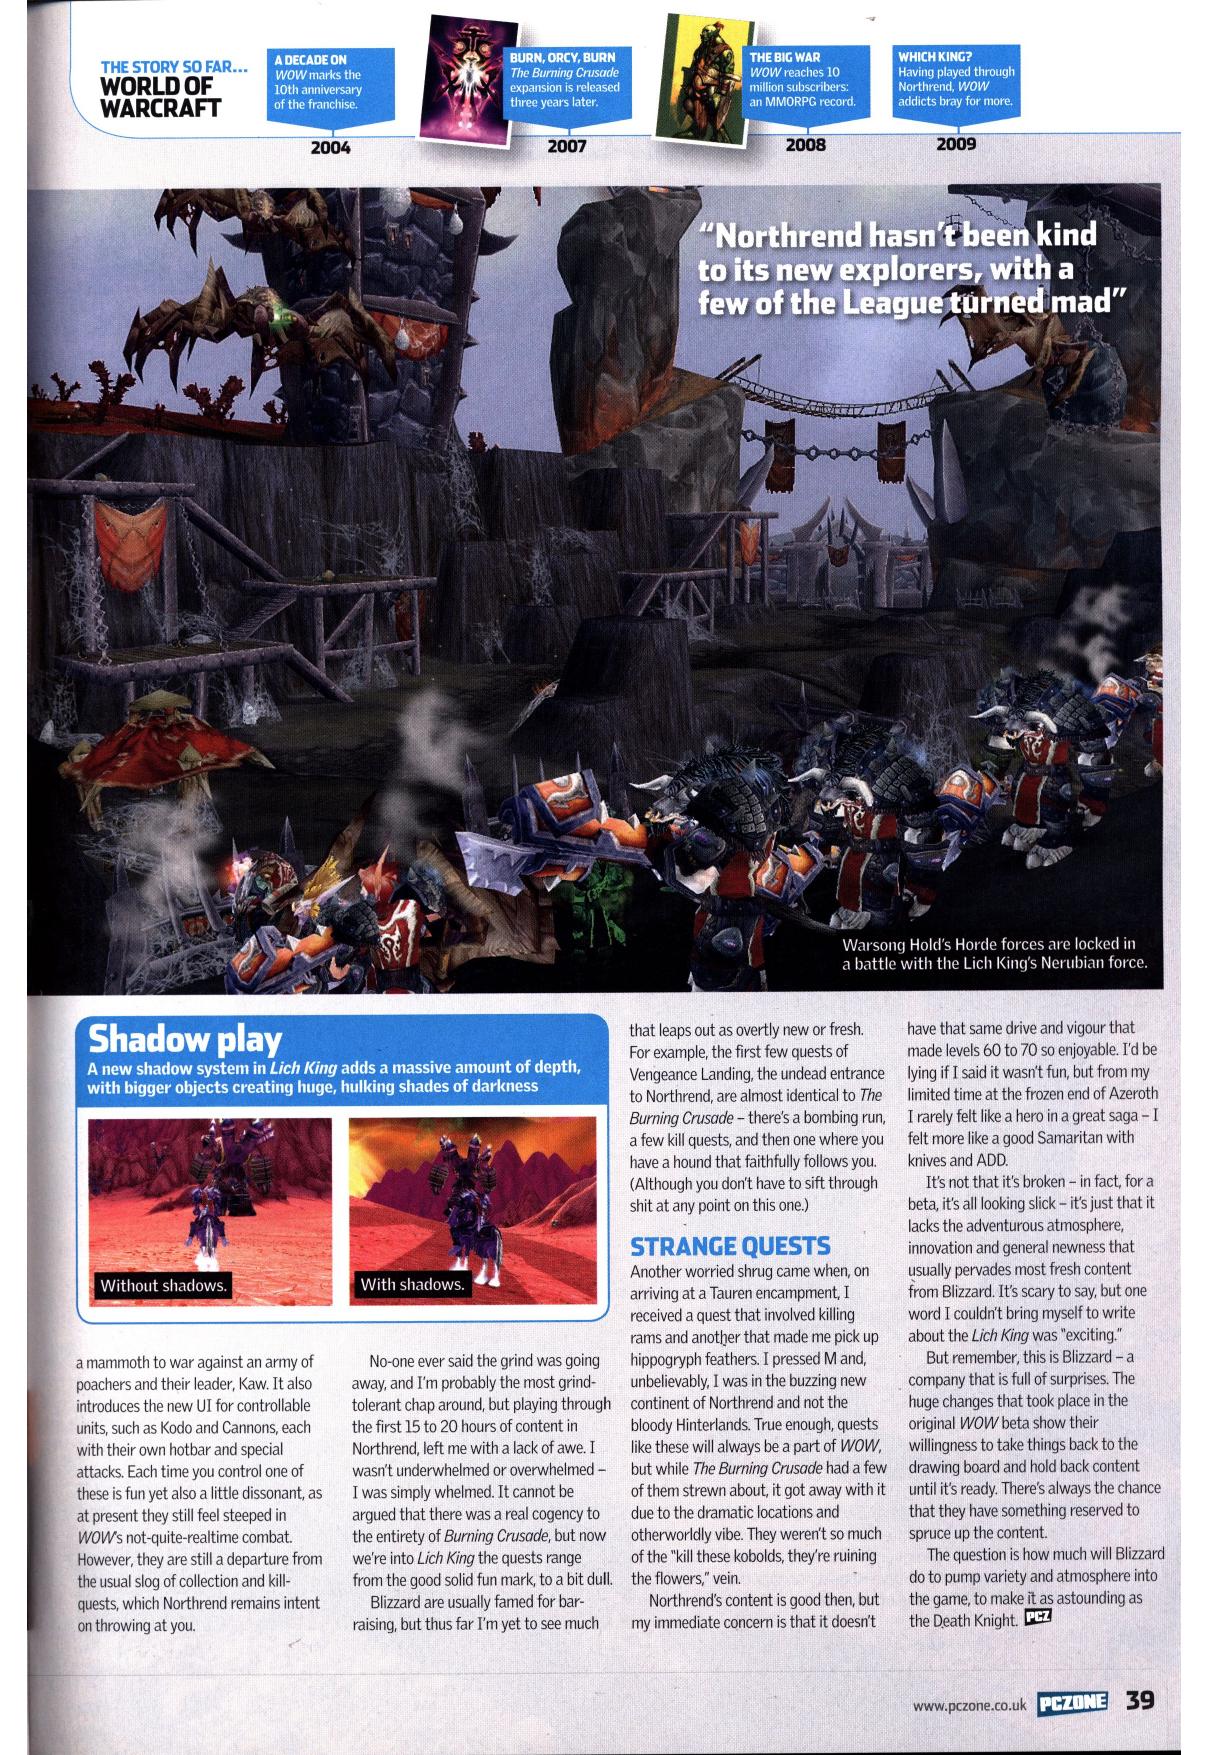 THE STORY SO FAR...
WORLD OF
WARCRAFT
A DECADE ON
WOW marks the
10th anniversary
of the franchise.
2004
BURN, ORCY, BURN
The Burning Crusade
expansion is released
three years later.
2007
THE BIG WAR
WOW reaches 10
million subscribers:
an MMORPG record.
2008
WHICH KING?
Having played through
Northrend, WOW
addicts bray for more.
2009
“Northrend hasn’t been kind
to its new explorers, with a
few of the League turned mad”
Warsong Hold’s Horde forces are locked in
a battle with the Lich King’s Nerubian force.
Shadow play
A new shadow system in Lich King adds a massive amount of depth,
with bigger objects creating huge, hulking shades of darkness
Without shadows.
With shadows.
a mammoth to war against an army of
poachers and their leader, Kaw. It also
introduces the new UI for controllable
units, such as Kodo and Cannons, each
with their own hotbar and special
attacks. Each time you control one of
these is fun yet also a little dissonant, as
at present they still feel steeped in
WOW’s not-quite-realtime combat.
However, they are still a departure from
the usual slog of collection and kill-
quests, which Northrend remains intent
on throwing at you.
No-one ever said the grind was going
away, and I’m probably the most grind-
tolerant chap around, but playing through
the first 15 to 20 hours of content in
Northrend, left me with a lack of awe. I
wasn’t underwhelmed or overwhelmed –
I was simply whelmed. It cannot be
argued that there was a real cogency to
the entirety of Burning Crusade, but now
we’re into Lich King the quests range
from the good solid fun mark, to a bit dull.
Blizzard are usually famed for bar-
raising, but thus far I’m yet to see much
that leaps out as overtly new or fresh.
For example, the first few quests of
Vengeance Landing, the undead entrance
to Northrend, are almost identical to The
Burning Crusade – there’s a bombing run,
a few kill quests, and then one where you
have a hound that faithfully follows you.
(Although you don’t have to sift through
shit at any point on this one.)
STRANGE QUESTS
Another worried shrug came when, on
arriving at a Tauren encampment, I
received a quest that involved killing
rams and another that made me pick up
hippogryph feathers. I pressed M and,
unbelievably, I was in the buzzing new
continent of Northrend and not the
bloody Hinterlands. True enough, quests
like these will always be a part of WOW,
but while The Burning Crusade had a few
of them strewn about, it got away with it
due to the dramatic locations and
otherworldly vibe. They weren’t so much
of the “kill these kobolds, they’re ruining
the flowers,” vein.
Northrend’s content is good then, but
my immediate concern is that it doesn’t
have that same drive and vigour that
made levels 60 to 70 so enjoyable. I’d be
lying if I said it wasn’t fun, but from my
limited time at the frozen end of Azeroth
I rarely felt like a hero in a great saga – I
felt more like a good Samaritan with
knives and ADD.
It’s not that it’s broken – in fact, for a
beta, it’s all looking slick – it’s just that it
lacks the adventurous atmosphere,
innovation and general newness that
usually pervades most fresh content
from Blizzard. It’s scary to say, but one
word I couldn’t bring myself to write
about the Lich King was “exciting.”
But remember, this is Blizzard – a
company that is full of surprises. The
huge changes that took place in the
original WOW beta show their
willingness to take things back to the
drawing board and hold back content
until it’s ready. There’s always the chance
that they have something reserved to
spruce up the content.
The question is how much will Blizzard
do to pump variety and atmosphere into
the game, to make it as astounding as
the Death Knight. PCZ
www.pczone.co.uk PCZONE 39